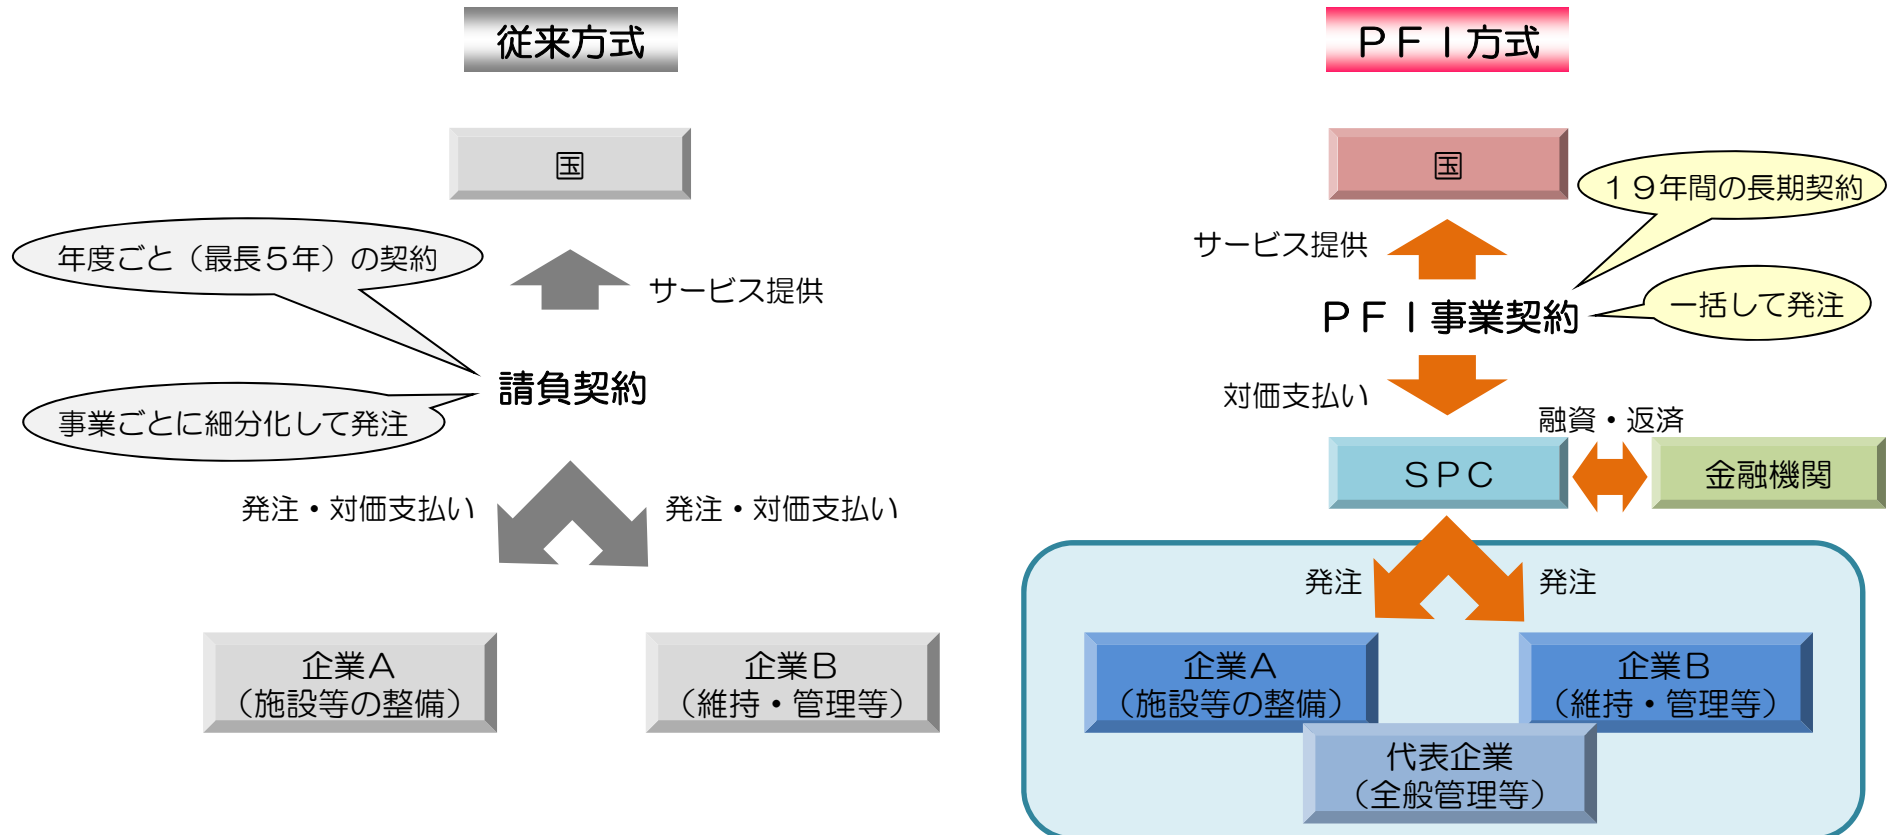 従来方式
国
年度ごと（最長５年）の契約
サービス提供
請負契約
事業ごとに細分化して発注
発注・対価支払い
発注・対価支払い
企業Ａ
（施設等の整備）
企業Ｂ
（維持・管理等）
ＰＦＩ方式
国
１９年間の長期契約
サービス提供
一括して発注
ＰＦＩ事業契約
対価支払い
融資・返済
ＳＰＣ
金融機関
発注
発注
企業Ａ
（施設等の整備）
企業Ｂ
（維持・管理等）
代表企業
（全般管理等）